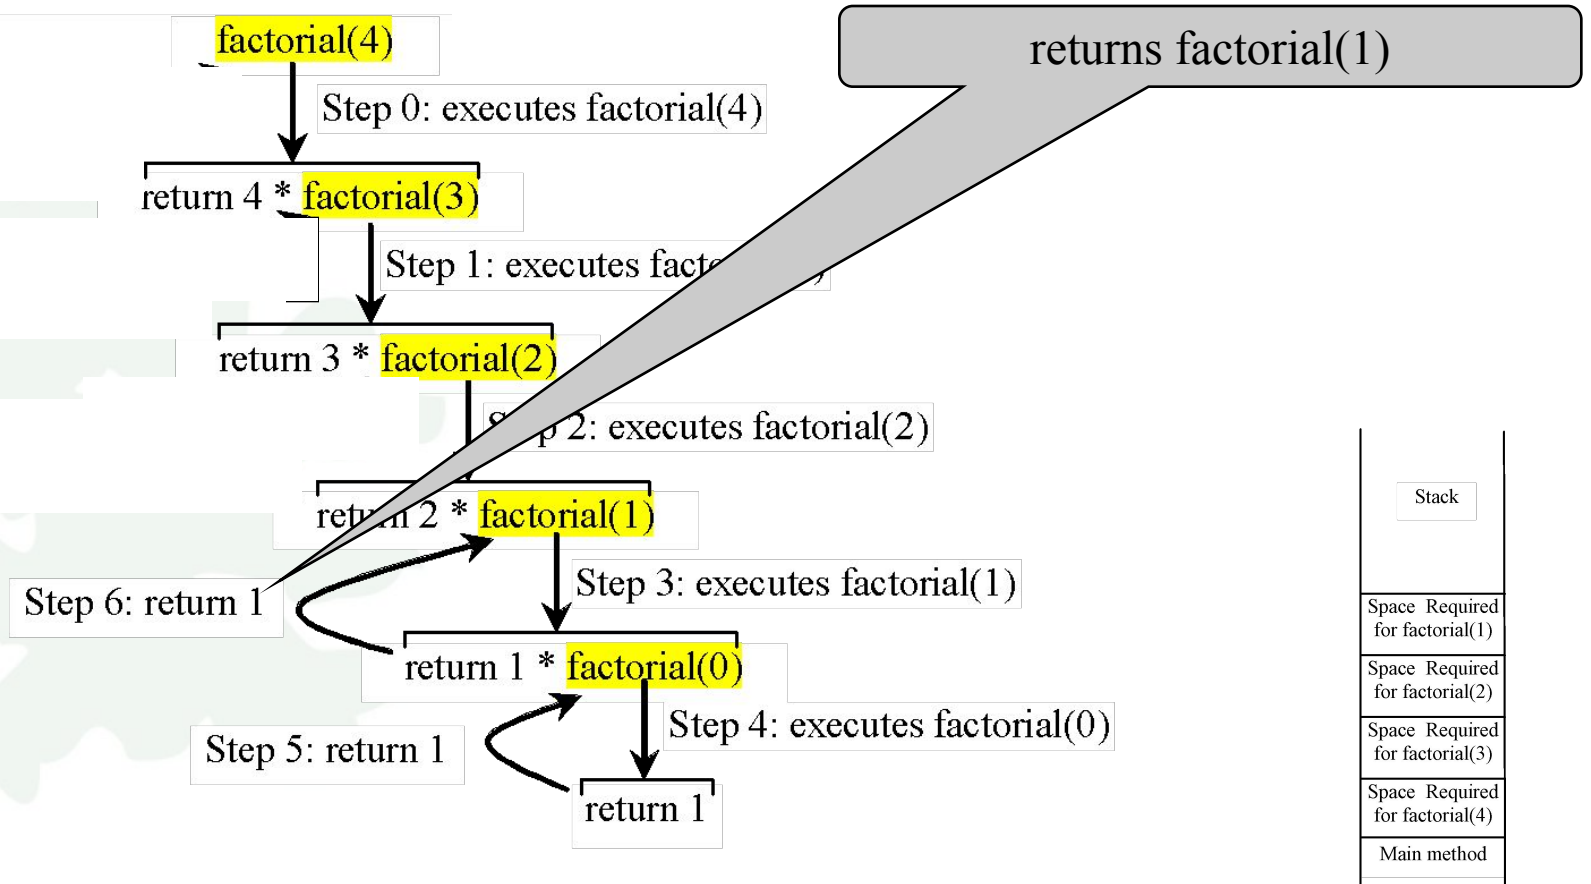 factorial(4)
returns factorial(1)
Step 0: executes factorial(4)
return 4 * factorial(3)
Step 1: executes
return 3 * factorial(2)
2: executes factorial(2)
return 2 * factorial(1)
Step 3: executes factorial(1)
Step 6: return 1
return 1 * factorial(0)
Step 4: executes factorial(0)
Step 5: return 1
return 1
Stack
Space Required
for factorial(1)
Space Required
for factorial(2)
Space Required
for factorial(3)
Space Required
for factorial(4)
Main method